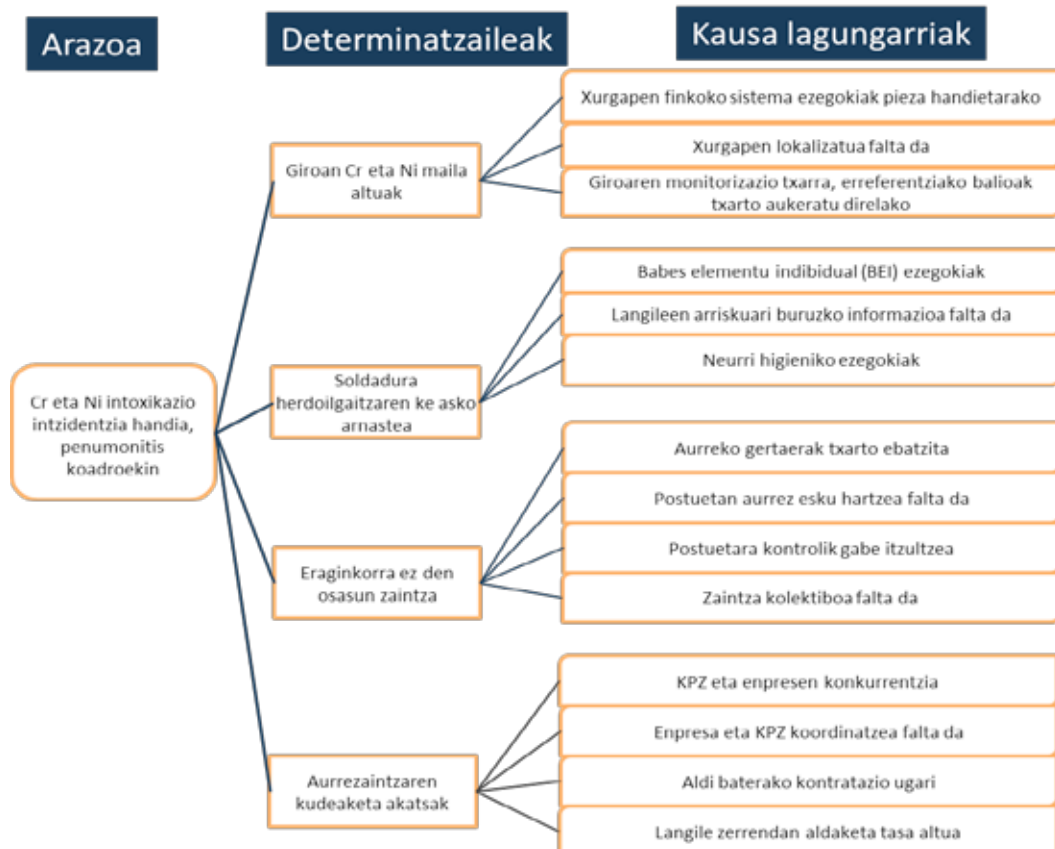 Arazoa
Determinatzaileak
Kausa lagungarriak
Cr eta Ni intoxikazio
intzidentzia handia,
penumonitis
koadroekin
Giroan Cr eta Ni maila
altuak
Xurgapen finkoko sistema ezegokiak pieza handietarako
Xurgapen lokalizatua falta da
Giroaren monitorizazio txarra, erreferentziako balioak
txarto aukeratu direlako
Soldadura
herdoilgaitzaren ke asko
arnastea
Babes elementu indibidual (BEI) ezegokiak
Langileen arriskuari buruzko informazioa falta da
Neurri higieniko ezegokiak
Eraginkorra ez den
osasun zaintza
Aurreko gertaerak txarto ebatzita
Postuetan aurrez esku hartzea falta da
Postuetara kontrolik gabe itzultzea
Zaintza kolektiboa falta da
Aurrezaintzaren
kudeaketa akatsak
KPZ eta enpresen konkurrentzia
Enpresa eta KPZ koordinatzea falta da
Aldi baterako kontratazio ugari
Langile zerrendan aldaketa tasa altua